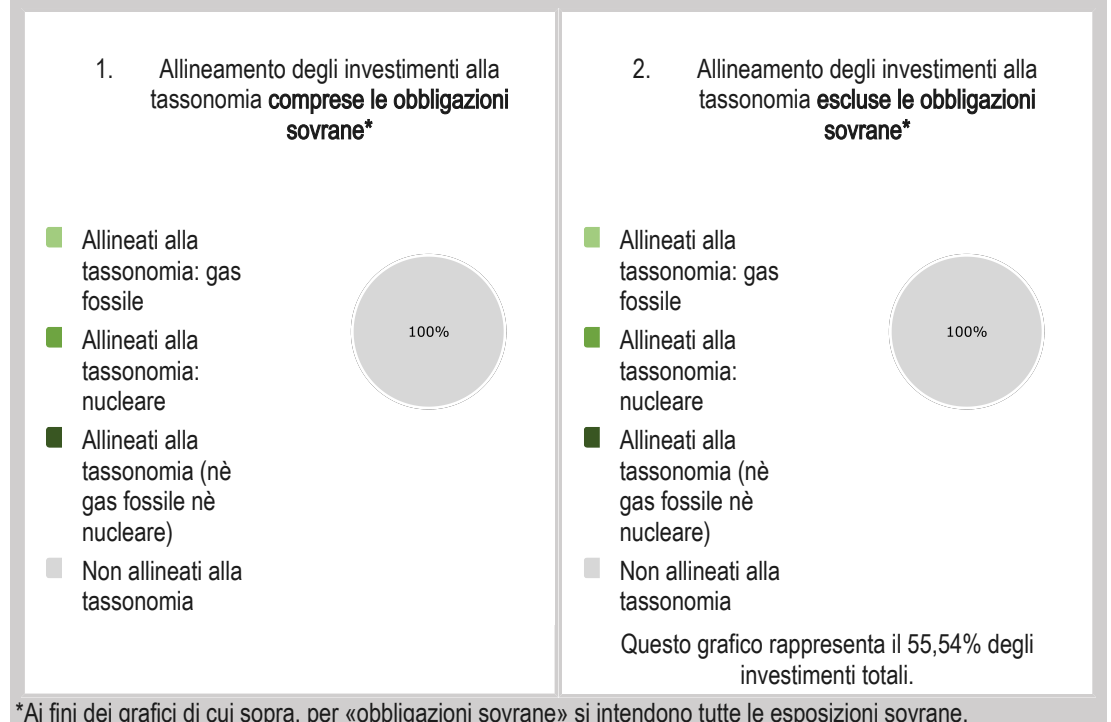 1. Allineamento degli investimenti alla
tassonomia comprese le obbligazioni
sovrane*
Allineati alla
tassonomia: gas
fossile
Allineati alla
tassonomia:
nucleare
Allineati alla
tassonomia (nè
gas fossile nè
nucleare)
Non allineati alla
tassonomia
100%
2. Allineamento degli investimenti alla
tassonomia escluse le obbligazioni
sovrane*
Allineati alla
tassonomia: gas
fossile
Allineati alla
tassonomia:
nucleare
Allineati alla
tassonomia (nè
gas fossile nè
nucleare)
Non allineati alla
tassonomia
100%
Questo grafico rappresenta il 55,54% degli
investimenti totali.
*Ai fini dei grafici di cui sopra, per «obbligazioni sovrane» si intendono tutte le esposizioni sovrane.